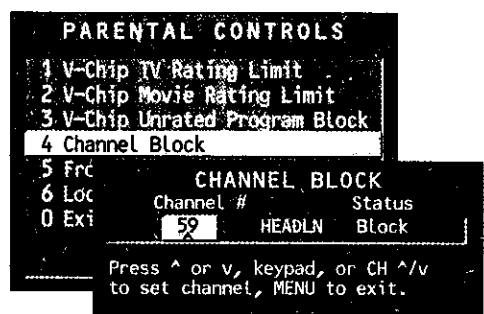 PARENTAL CONTROLS
1 V-Chip TV Rating Limit
2 V-Chip Movie Rating Limit
3 V-Chip Unrated Program Block
4 Channel Block
5 Fro
6 Loc
0 Exi
CHANNEL BLOCK
Channel # Status
59 HEADLN Block
Press ^ or v, keypad, or CH ^/v
to set channel, MENU to exit.